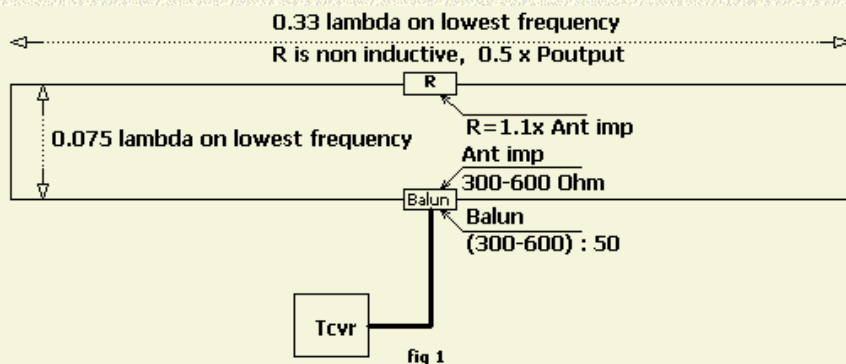 0.33 lambda on lowest frequency
R is non inductive, 0.5 x Poutput
R
R=1.1x Ant imp
0.075 lambda on lowest frequency
Ant imp
300-600 Ohm
Balun
Balun
(300-600) : 50
Tcvr
fig 1